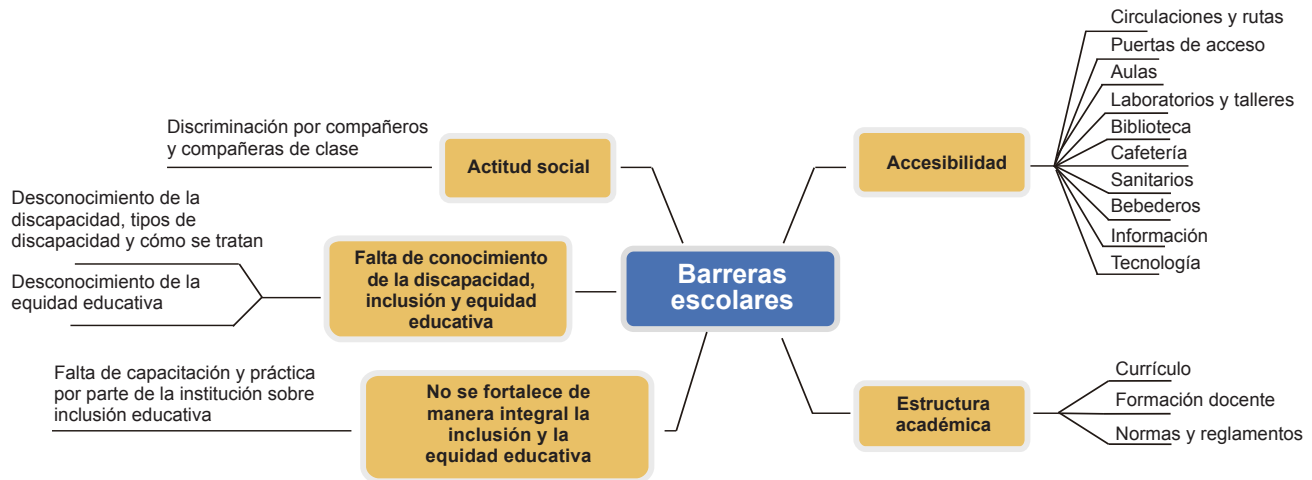 Barreras
escolares
Actitud social
Discriminación por compañeros
y compañeras de clase
Falta de conocimiento
de la discapacidad,
inclusión y equidad
educativa
Desconocimiento de la
discapacidad, tipos de
discapacidad y cómo se tratan
Desconocimiento de la
equidad educativa
No se fortalece de
manera integral la
inclusión y la
equidad educativa
Falta de capacitación y práctica
por parte de la institución sobre
inclusión educativa
Accesibilidad
Circulaciones y rutas
Puertas de acceso
Aulas
Laboratorios y talleres
Biblioteca
Cafetería
Sanitarios
Bebederos
Información
Tecnología
Estructura
académica
Currículo
Formación docente
Normas y reglamentos